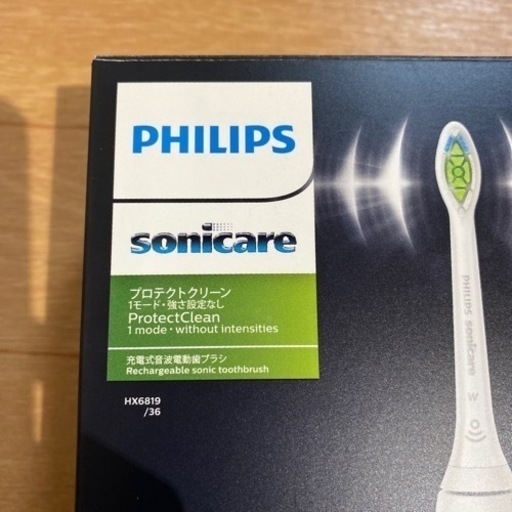 PHILIPS
sonicare
プロテクトクリーン
1モード・強さ設定なし
ProtectClean
1 mode・without intensities
充電式音波電動歯ブラシ
Rechargeable sonic toothbrush
HX6819
/36
PHILIPS sonicare
W